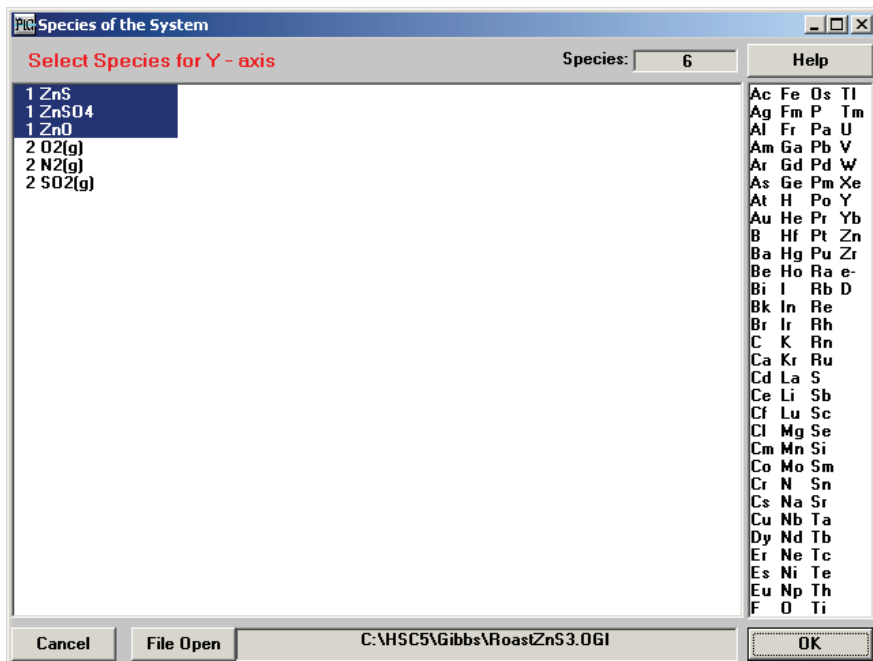 PIC Species of the System
Select Species for Y - axis
Species: 6
Help
1 ZnS
1 ZnSO4
1 ZnO
2 O2(g)
2 N2(g)
2 SO2(g)
Ac Fe Os Tl
Ag Fm P Tm
Al Fr Pa U
Am Ga Pb V
Ar Gd Pd W
As Ge Pm Xe
At H Po Y
Au He Pr Yb
B Hf Pt Zn
Ba Hg Pu Zr
Be Ho Ra e-
Bi I Rb D
Bk In Re
Br Ir Rh
C K Rn
Ca Kr Ru
Cd La S
Ce Li Sb
Cf Lu Sc
Cl Mg Se
Cm Mn Si
Co Mo Sm
Cr N Sn
Cs Na Sr
Cu Nb Ta
Dy Nd Tb
Er Ne Tc
Es Ni Te
Eu Np Th
F O Ti
Cancel
File Open
C:\HSC5\Gibbs\RoastZnS3.OGI
OK